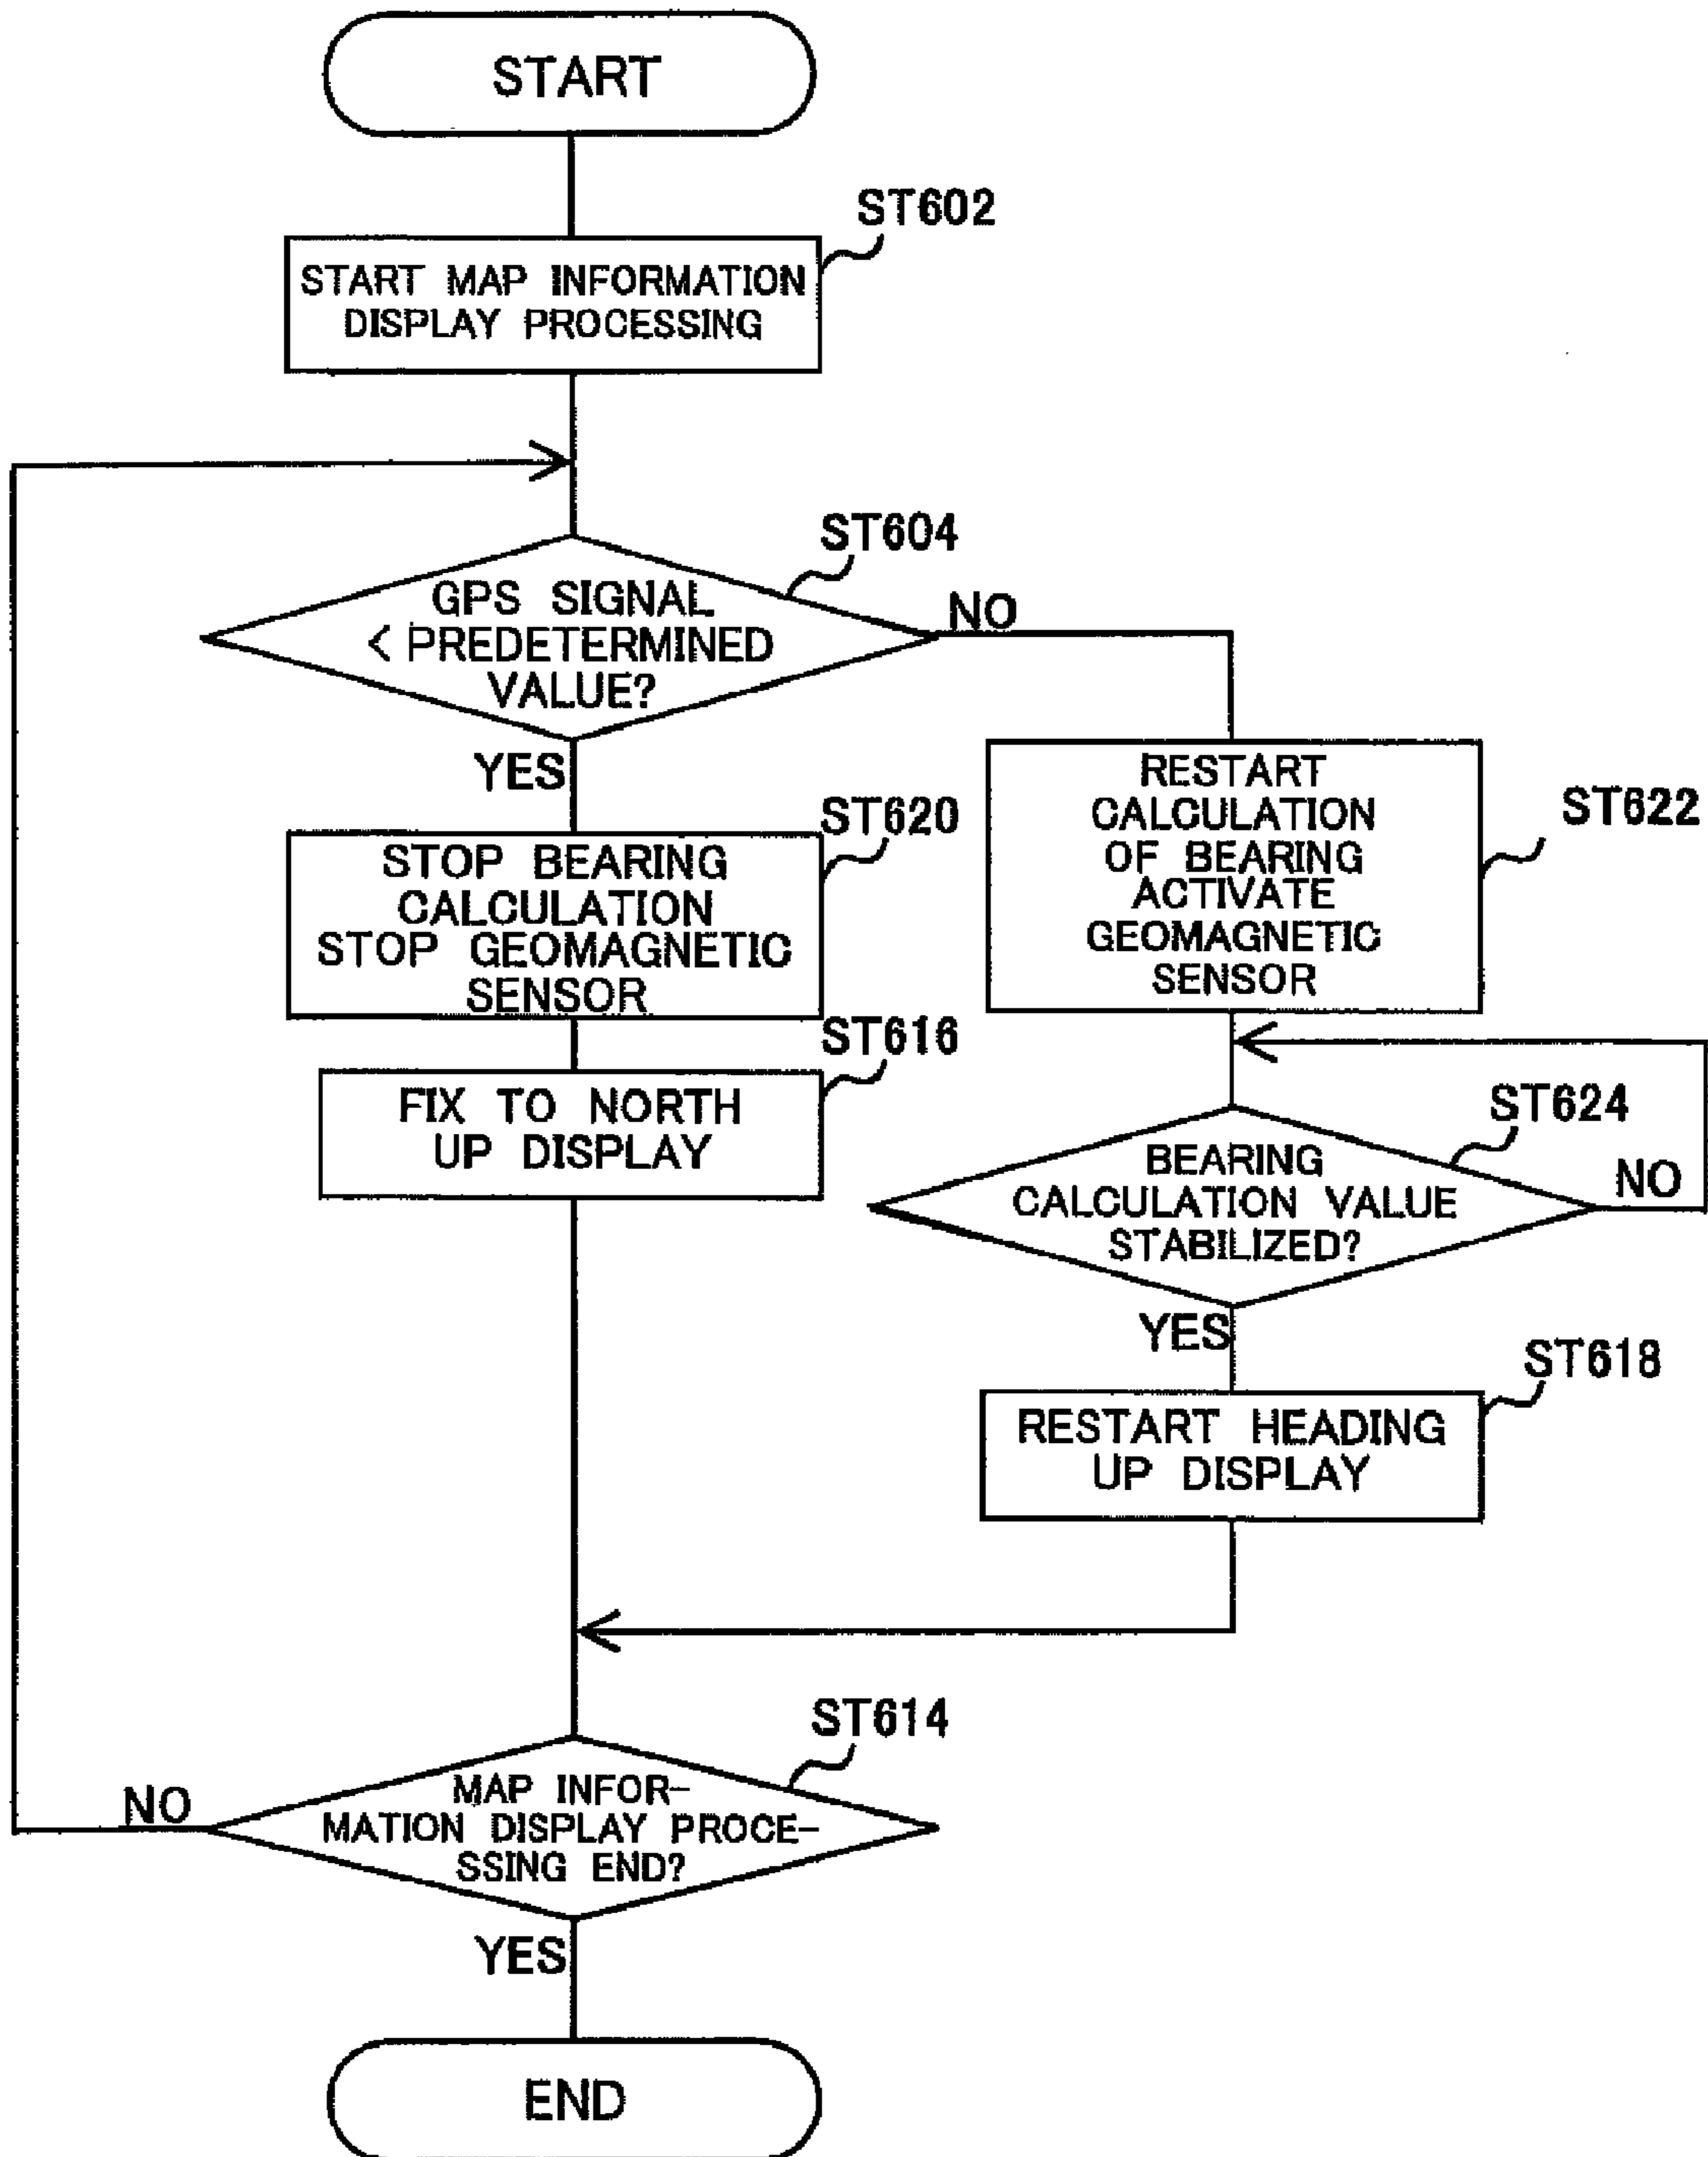 START
ST602
START MAP INFORMATION
DISPLAY PROCESSING
ST604
GPS SIGNAL
< PREDETERMINED
VALUE?
NO
YES
ST620
STOP BEARING
CALCULATION
STOP GEOMAGNETIC
SENSOR
RESTART
CALCULATION
OF BEARING
ACTIVATE
GEOMAGNETIC
SENSOR
ST622
ST616
FIX TO NORTH
UP DISPLAY
ST624
BEARING
CALCULATION VALUE
STABILIZED?
NO
YES
ST618
RESTART HEADING
UP DISPLAY
ST614
MAP INFOR-
MATION DISPLAY PROCE-
SSING END?
NO
YES
END